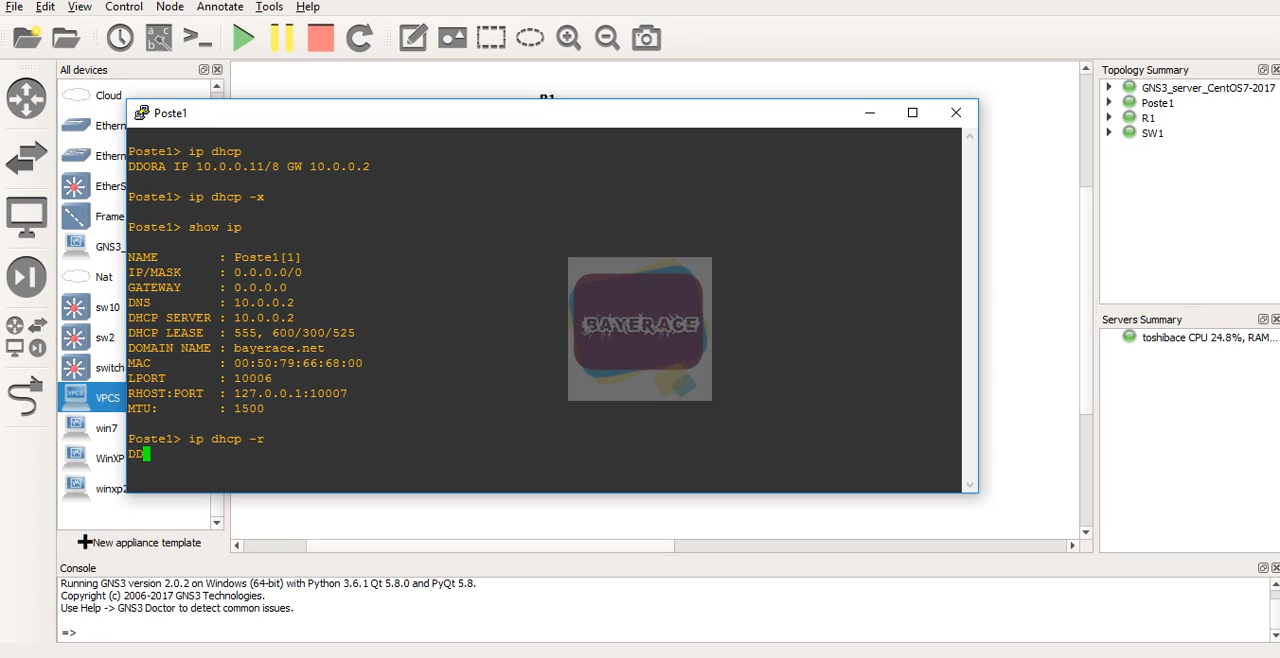 File Edit View Control Node Annotate Tools Help
All devices
Cloud
Ethern
Ethern
EtherS
Frame
GNS3_
Nat
sw10
sw2
switch
VPCS
win7
WinXP
winxp2
New appliance template
R1
Poste1
Poste1> ip dhcp
DDORA IP 10.0.0.11/8 GW 10.0.0.2
Poste1> ip dhcp -x
Poste1> show ip
NAME : Poste1[1]
IP/MASK : 0.0.0.0/0
GATEWAY : 0.0.0.0
DNS : 10.0.0.2
DHCP SERVER : 10.0.0.2
DHCP LEASE : 555, 600/300/525
DOMAIN NAME : bayerace.net
MAC : 00:50:79:66:68:00
LPORT : 10006
RHOST:PORT : 127.0.0.1:10007
MTU: : 1500
Poste1> ip dhcp -r
DD
BAYERACE
Topology Summary
GNS3_server_CentOS7-2017
Poste1
R1
SW1
Servers Summary
toshibace CPU 24.8%, RAM...
Console
Running GNS3 version 2.0.2 on Windows (64-bit) with Python 3.6.1 Qt 5.8.0 and PyQt 5.8.
Copyright (c) 2006-2017 GNS3 Technologies.
Use Help -> GNS3 Doctor to detect common issues.
=>